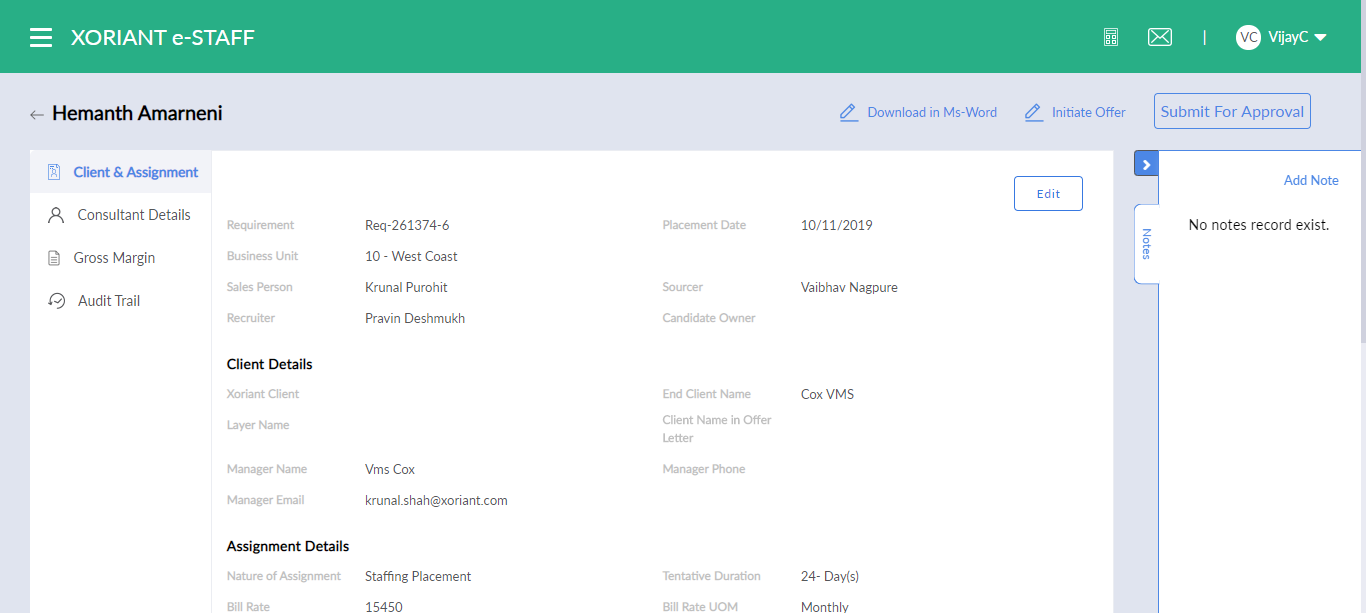 XORIANT e-STAFF
VC VijayC
Hemanth Amarneni
Download in Ms-Word
Initiate Offer
Submit For Approval
Client & Assignment
Consultant Details
Gross Margin
Audit Trail
Edit
Requirement Req-261374-6 Placement Date 10/11/2019
Business Unit 10 - West Coast
Sales Person Krunal Purohit Sourcer Vaibhav Nagpure
Recruiter Pravin Deshmukh Candidate Owner
Client Details
Xoriant Client End Client Name Cox VMS
Layer Name Client Name in Offer
Letter
Manager Name Vms Cox Manager Phone
Manager Email krunal.shah@xoriant.com
Assignment Details
Nature of Assignment Staffing Placement Tentative Duration 24- Day(s)
Bill Rate 15450 Bill Rate UOM Monthly
Add Note
Notes
No notes record exist.